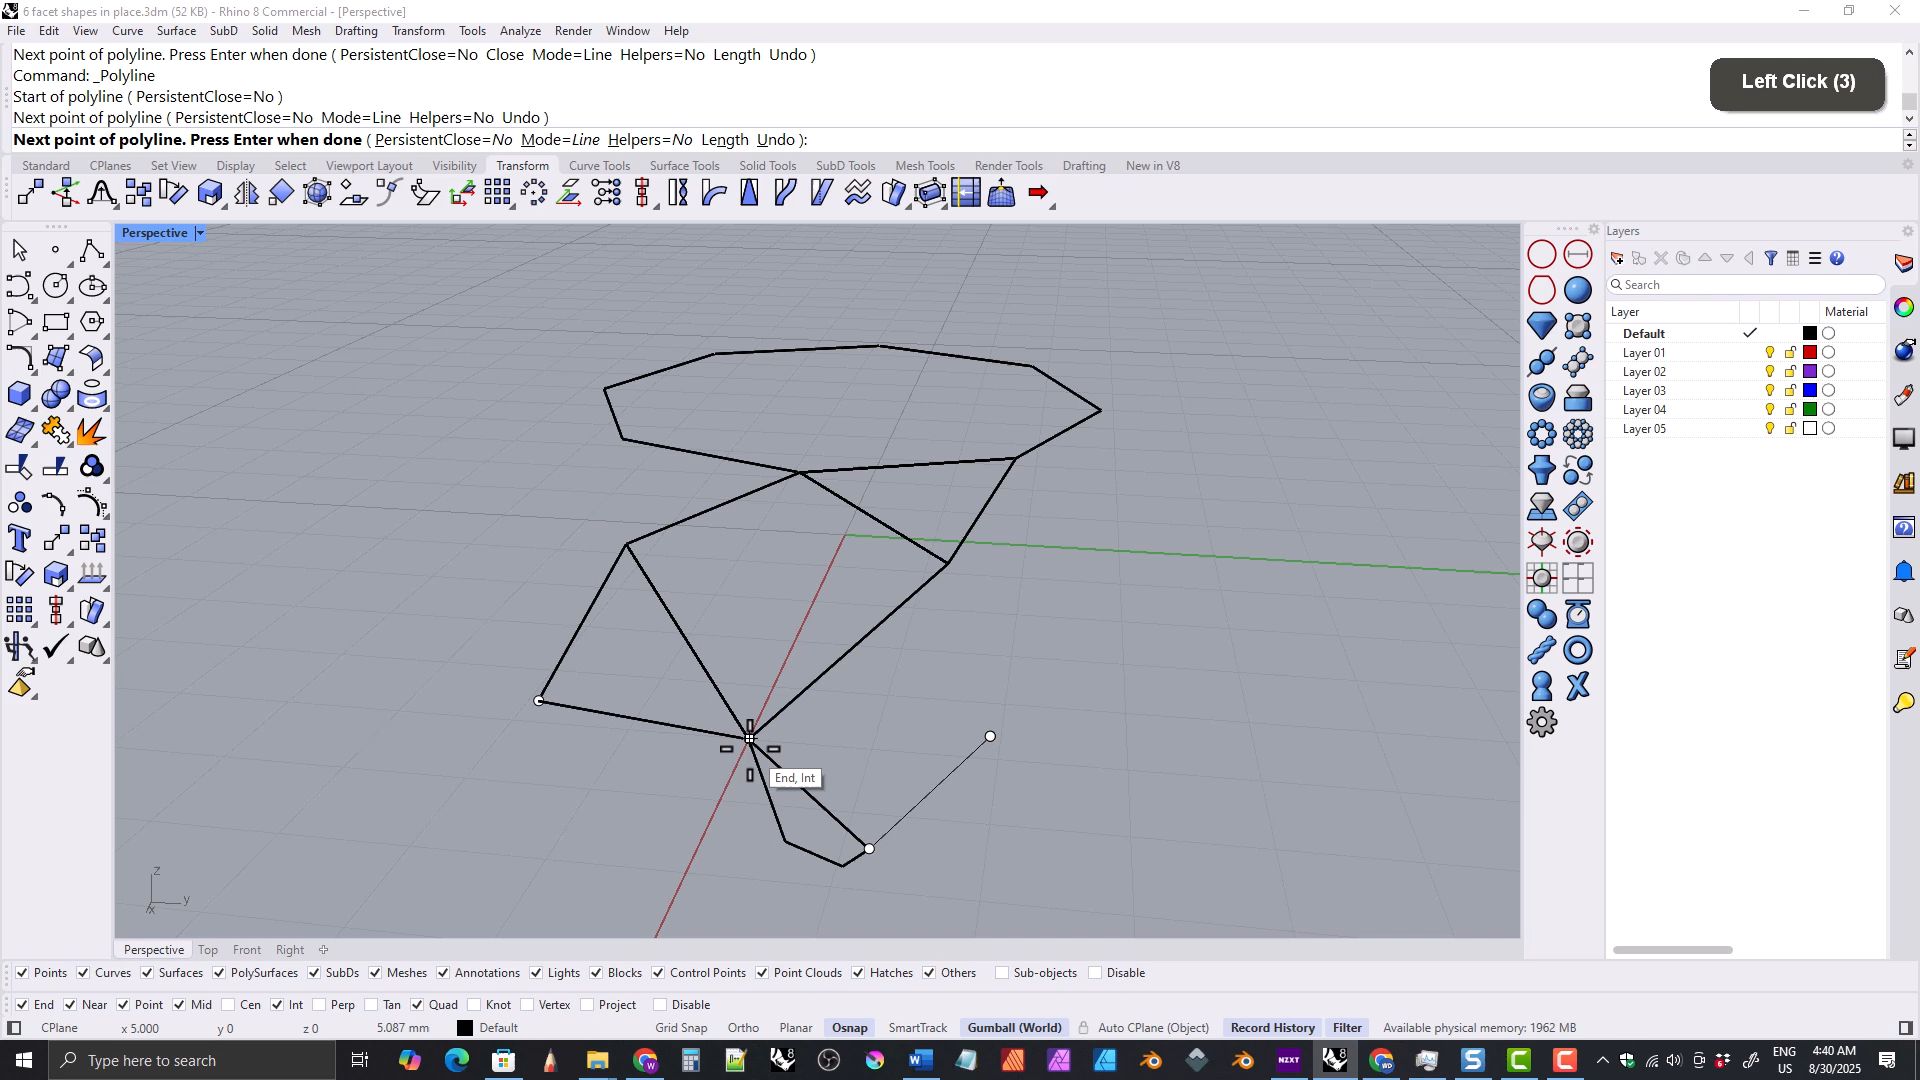 6 facet shapes in place.3dm (52 KB) - Rhino 8 Commercial - [Perspective]
File Edit View Curve Surface SubD Solid Mesh Drafting Transform Tools Analyze Render Window Help
Next point of polyline. Press Enter when done ( PersistentClose=No Close Mode=Line Helpers=No Length Undo )
Command: _Polyline
Start of polyline ( PersistentClose=No )
Next point of polyline ( PersistentClose=No Mode=Line Helpers=No Undo )
Next point of polyline. Press Enter when done ( PersistentClose=No Mode=Line Helpers=No Length Undo ):
Left Click (3)
Standard CPlanes Set View Display Select Viewport Layout Visibility Transform Curve Tools Surface Tools Solid Tools SubD Tools Mesh Tools Render Tools Drafting New in V8
Perspective
Layers
Search
Layer Material
Default
Layer 01
Layer 02
Layer 03
Layer 04
Layer 05
End, Int
z
y
x
Perspective Top Front Right
Points Curves Surfaces PolySurfaces SubDs Meshes Annotations Lights Blocks Control Points Point Clouds Hatches Others Sub-objects Disable
End Near Point Mid Cen Int Perp Tan Quad Knot Vertex Project Disable
CPlane x 5.000 y 0 z 0 5.087 mm Default Grid Snap Ortho Planar Osnap SmartTrack Gumball (World) Auto CPlane (Object) Record History Filter Available physical memory: 1962 MB
Type here to search
ENG
US
4:40 AM
8/30/2025